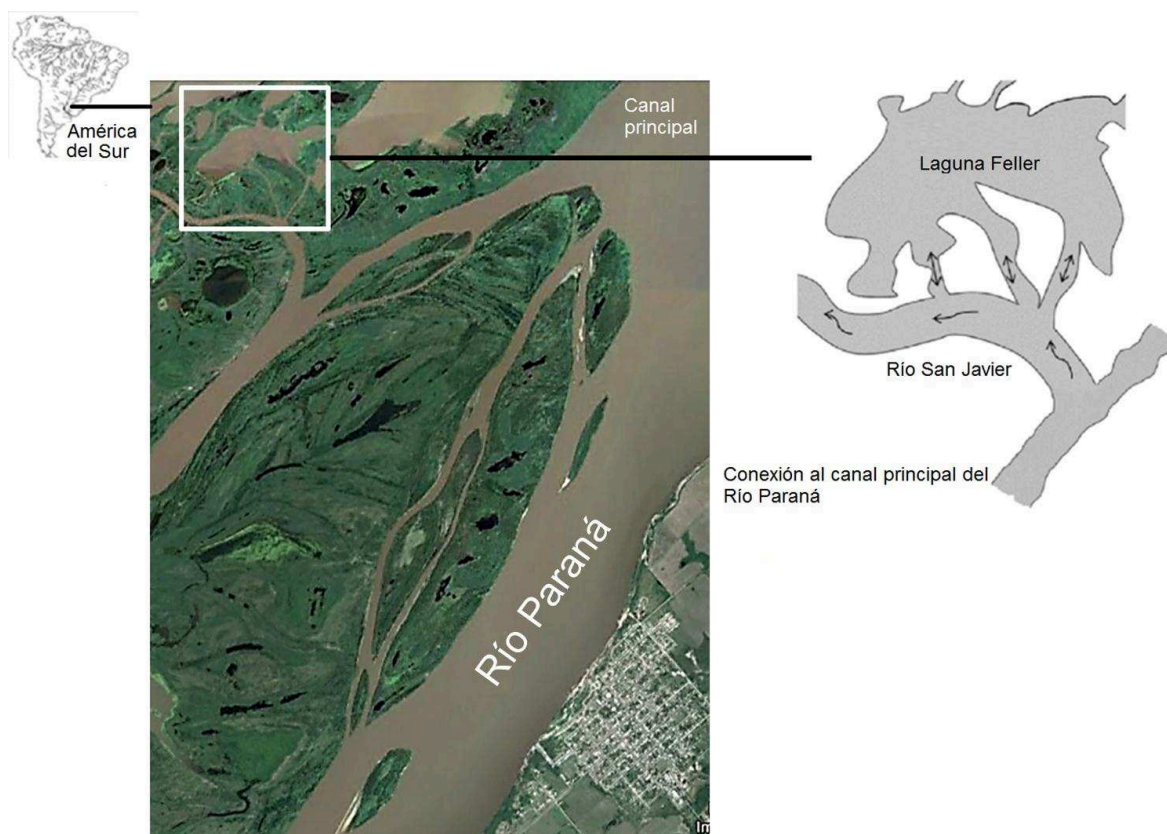 América
del Sur
Canal
principal
Laguna Feller
Río San Javier
Conexión al canal principal del
Río Paraná
Río Paraná
Im